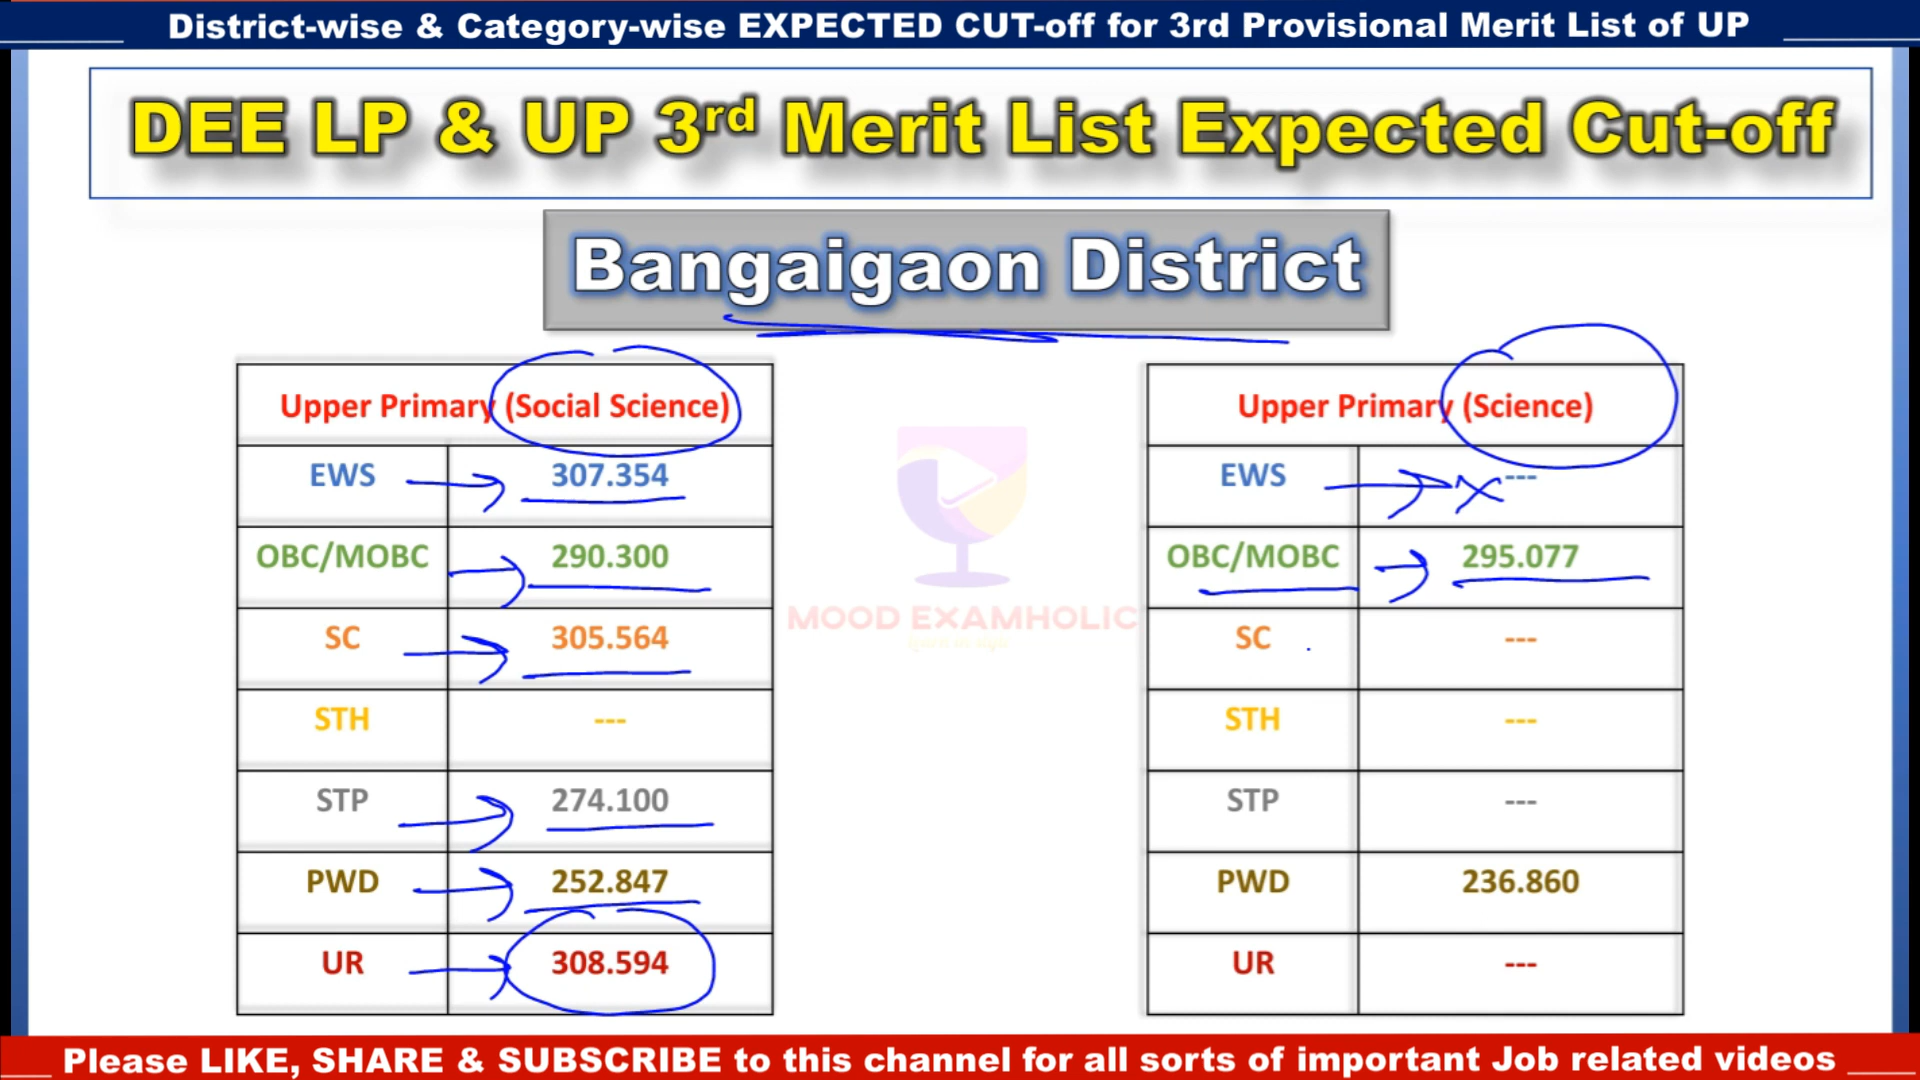 District-wise & Category-wise EXPECTED CUT-off for 3rd Provisional Merit List of UP
DEE LP & UP 3rd Merit List Expected Cut-off
Bangaigaon District
Upper Primary (Social Science)
EWS 307.354
OBC/MOBC 290.300
SC 305.564
STH ---
STP 274.100
PWD 252.847
UR 308.594
MOOD EXAMHOLIC
learn in style
Upper Primary (Science)
EWS ---
OBC/MOBC 295.077
SC ---
STH ---
STP ---
PWD 236.860
UR ---
Please LIKE, SHARE & SUBSCRIBE to this channel for all sorts of important Job related videos